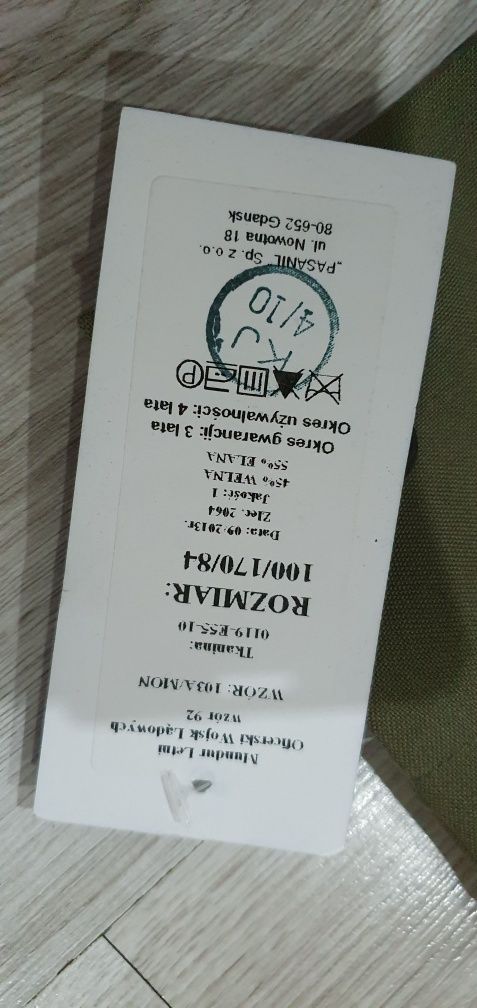 Mundur Letni
Oficerski Wojsk Lądowych
wzór 92
WZÓR: 103A/MON
Tkanina:
0119-E55-10
ROZMIAR:
100/170/84
Data: 09-2013r.
Zlec. 2064
Jakość: 1
45% WEŁNA
55% ELANA
Okres gwarancji: 3 lata
Okres używalności: 4 lata
P
KJ
4/10
„PASANIL" Sp. z o.o.
ul. Nowotna 18
80-652 Gdansk